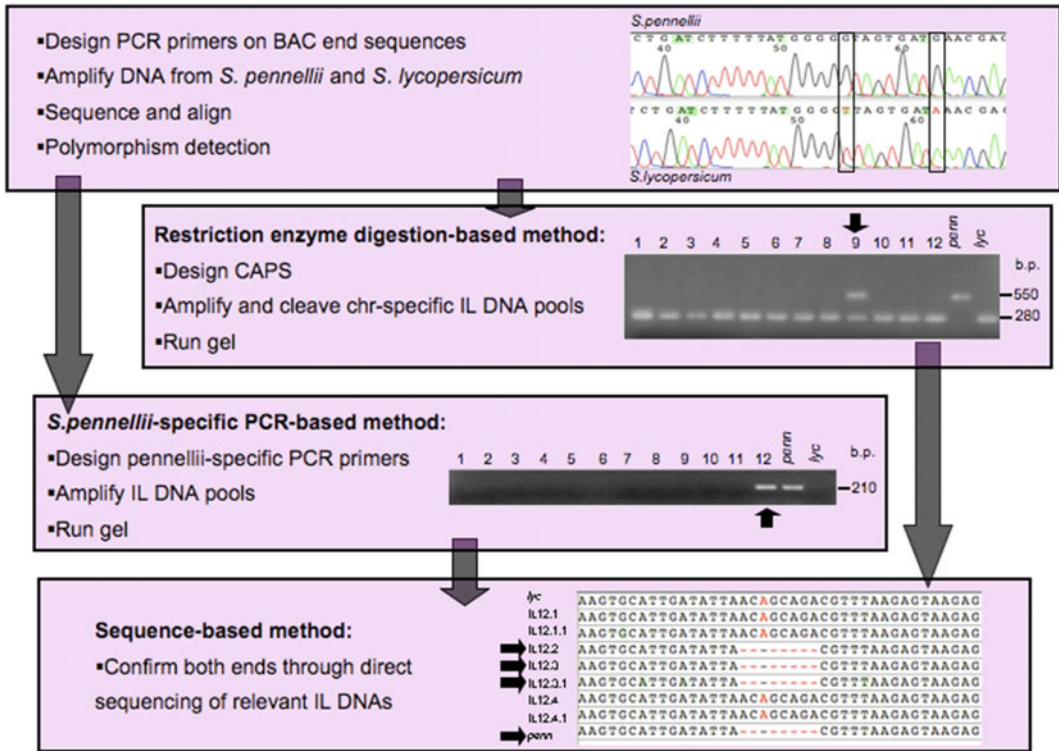 ▪Design PCR primers on BAC end sequences
▪Amplify DNA from S. pennellii and S. lycopersicum
▪Sequence and align
▪Polymorphism detection
S.pennellii
C T G A T C T T T T T A T G G G G G T A G T G A T G A A C G A G
40 50 60
T C T G A T C T T T T T A T G G G G T T A G T G A T A A A C G A G
40 50 60
S.lycopersicum
Restriction enzyme digestion-based method:
▪Design CAPS
▪Amplify and cleave chr-specific IL DNA pools
▪Run gel
1 2 3 4 5 6 7 8 9 10 11 12 penn lyc
b.p.
550
280
S.pennellii-specific PCR-based method:
▪Design pennellii-specific PCR primers
▪Amplify IL DNA pools
▪Run gel
1 2 3 4 5 6 7 8 9 10 11 12 penn lyc
b.p.
210
Sequence-based method:
▪Confirm both ends through direct
sequencing of relevant IL DNAs
lyc AAGTGCATTGATATTAACAGCAGACGTTTAAGAGTAAGAG
IL12.1 AAGTGCATTGATATTAACAGCAGACGTTTAAGAGTAAGAG
IL12.1.1 AAGTGCATTGATATTAACAGCAGACGTTTAAGAGTAAGAG
IL12.2 AAGTGCATTGATATTA--------CGTTTAAGAGTAAGAG
IL12.3 AAGTGCATTGATATTA--------CGTTTAAGAGTAAGAG
IL12.3.1 AAGTGCATTGATATTA--------CGTTTAAGAGTAAGAG
IL12.4 AAGTGCATTGATATTAACAGCAGACGTTTAAGAGTAAGAG
IL12.4.1 AAGTGCATTGATATTAACAGCAGACGTTTAAGAGTAAGAG
penn AAGTGCATTGATATTA--------CGTTTAAGAGTAAGAG